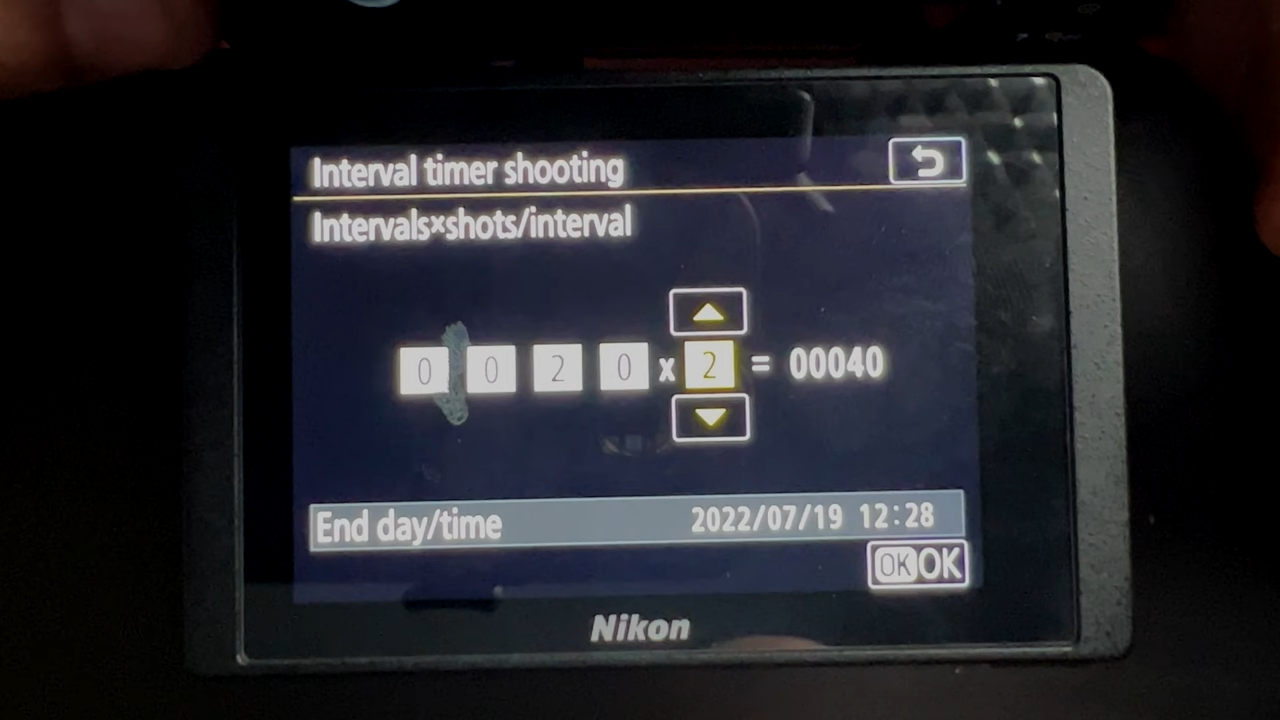 Interval timer shooting
Intervals×shots/interval
0 0 2 0 x 2 = 00040
End day/time 2022/07/19 12:28
OK OK
Nikon